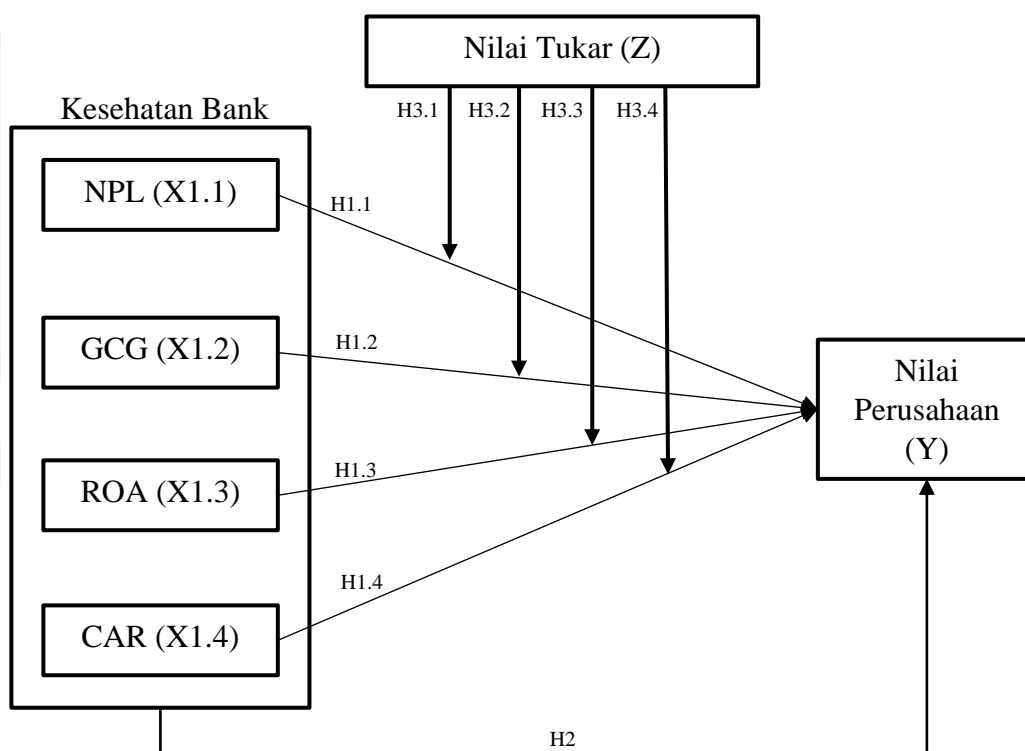 Nilai Tukar (Z)
H3.1
H3.2
H3.3
H3.4
Kesehatan Bank
NPL (X1.1)
H1.1
GCG (X1.2)
H1.2
Nilai
Perusahaan
(Y)
ROA (X1.3)
H1.3
H1.4
CAR (X1.4)
H2